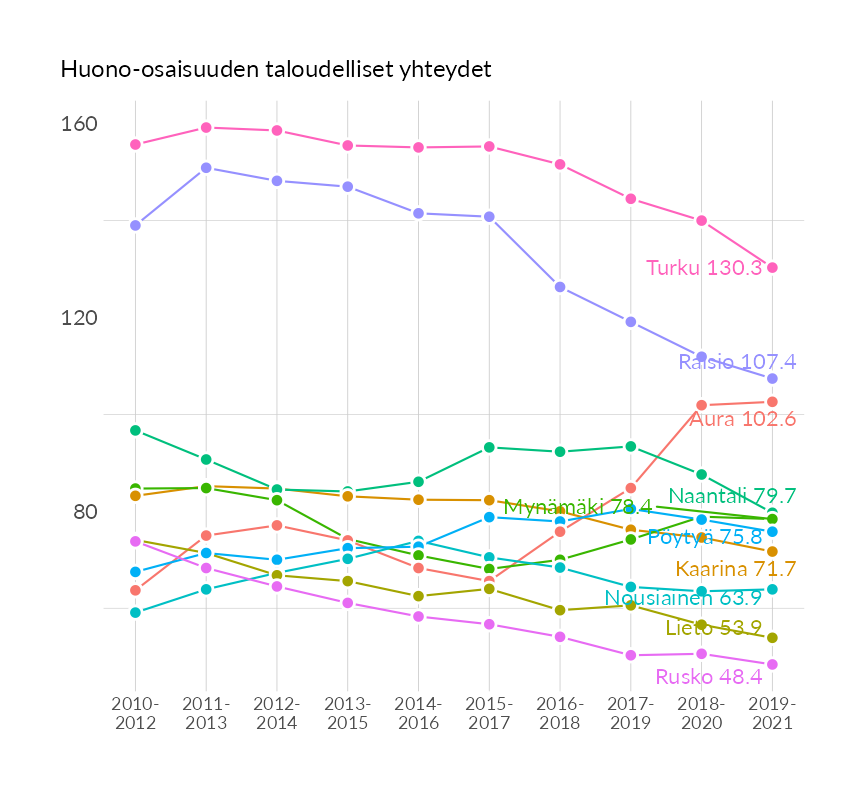 Huono-osaisuuden taloudelliset yhteydet
160
120
80
Turku 130.3
Raisio 107.4
Aura 102.6
Naantali 79.7
Mynämäki 78.4
Pöytyä 75.8
Kaarina 71.7
Nousiainen 63.9
Lieto 53.9
Rusko 48.4
2010- 2011- 2012- 2013- 2014- 2015- 2016- 2017- 2018- 2019-
2012 2013 2014 2015 2016 2017 2018 2019 2020 2021